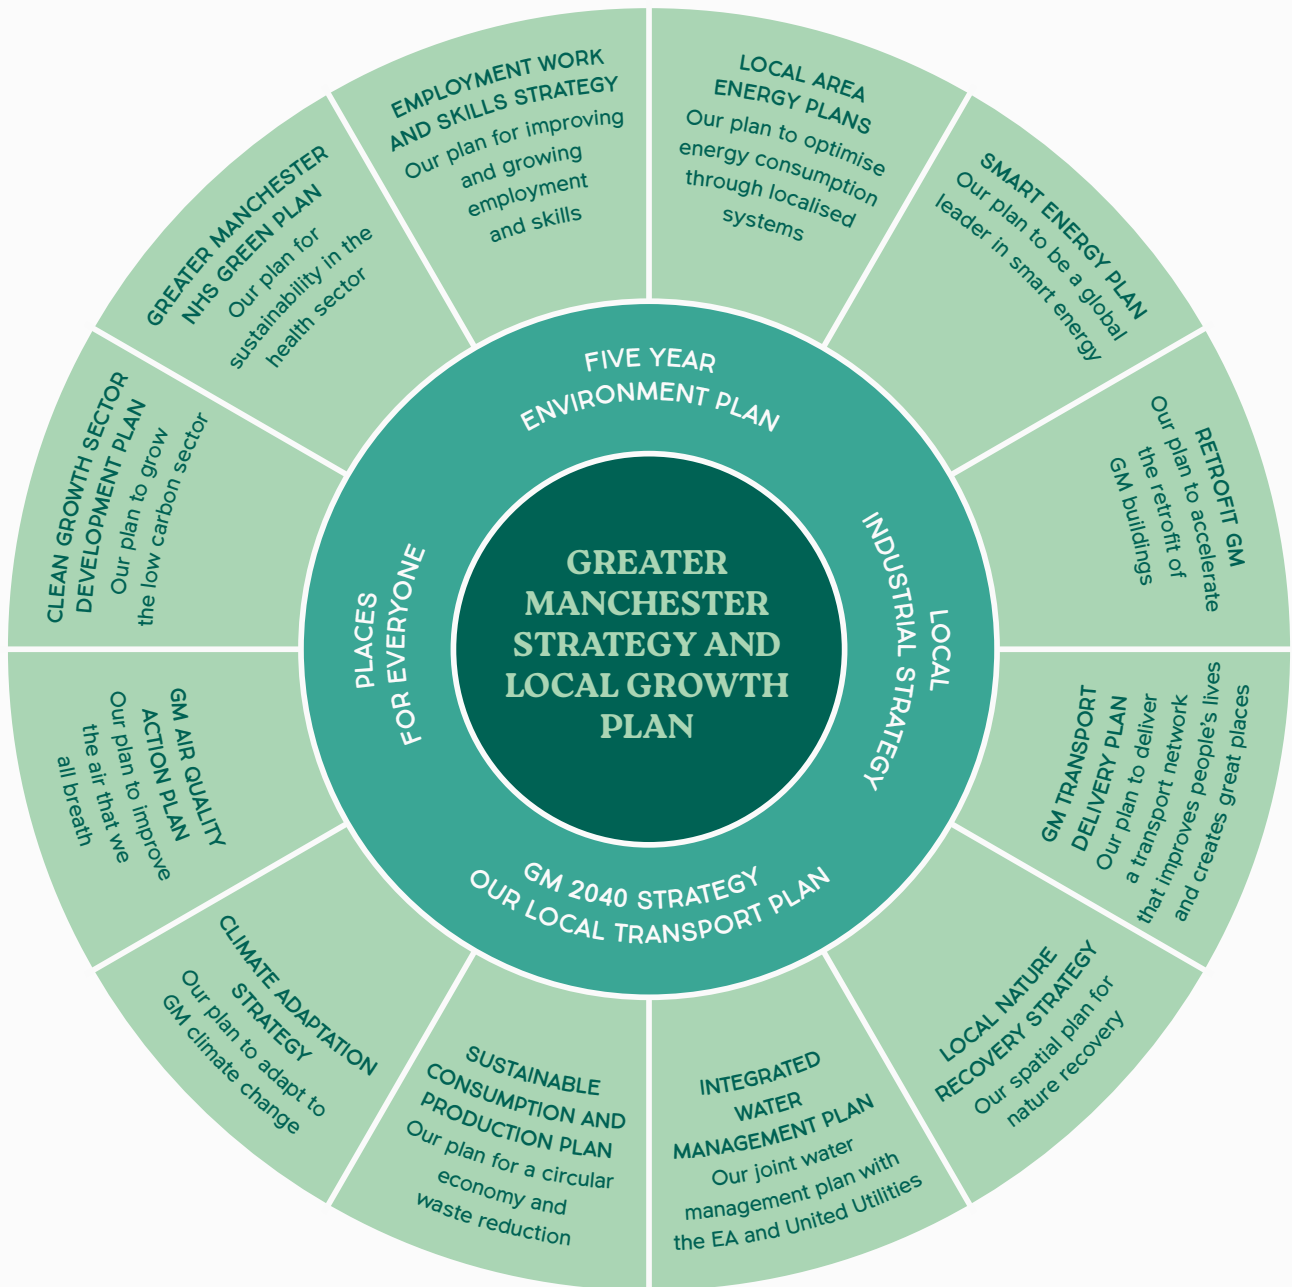 GREATER
MANCHESTER
STRATEGY AND
LOCAL GROWTH
PLAN
FIVE YEAR
ENVIRONMENT PLAN
LOCAL
INDUSTRIAL STRATEGY
GM 2040 STRATEGY
OUR LOCAL TRANSPORT PLAN
PLACES
FOR EVERYONE
LOCAL AREA
ENERGY PLANS
Our plan to optimise
energy consumption
through localised
systems
SMART ENERGY PLAN
Our plan to be a global
leader in smart energy
RETROFIT GM
Our plan to accelerate
the retrofit of
GM buildings
GM TRANSPORT
DELIVERY PLAN
Our plan to deliver
a transport network
that improves people's lives
and creates great places
LOCAL NATURE
RECOVERY STRATEGY
Our spatial plan for
nature recovery
INTEGRATED
WATER
MANAGEMENT PLAN
Our joint water
management plan with
the EA and United Utilities
SUSTAINABLE
CONSUMPTION AND
PRODUCTION PLAN
Our plan for a circular
economy and
waste reduction
CLIMATE ADAPTATION
STRATEGY
Our plan to adapt to
GM climate change
GM AIR QUALITY
ACTION PLAN
Our plan to improve
the air that we
all breath
CLEAN GROWTH SECTOR
DEVELOPMENT PLAN
Our plan to grow
the low carbon sector
GREATER MANCHESTER
NHS GREEN PLAN
Our plan for
sustainability in the
health sector
EMPLOYMENT WORK
AND SKILLS STRATEGY
Our plan for improving
and growing
employment
and skills